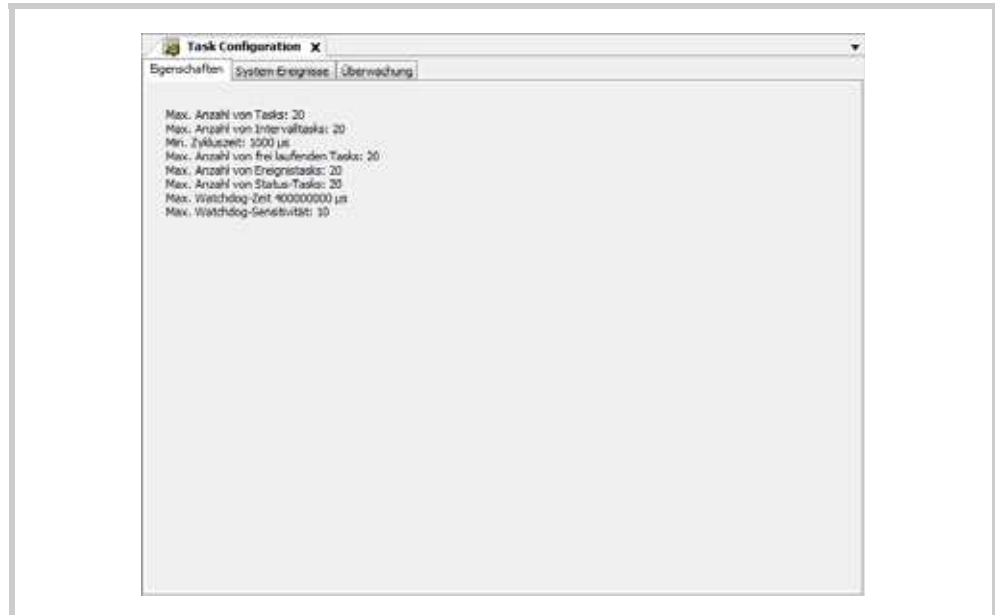 Task Configuration X
Eigenschaften System Ereignisse Überwachung
Max. Anzahl von Tasks: 20
Max. Anzahl von Intervalltasks: 20
Min. Zykluszeit: 1000 µs
Max. Anzahl von frei laufenden Tasks: 20
Max. Anzahl von Ereignistasks: 20
Max. Anzahl von Status-Tasks: 20
Max. Watchdog-Zeit 400000000 µs
Max. Watchdog-Sensitivität: 10